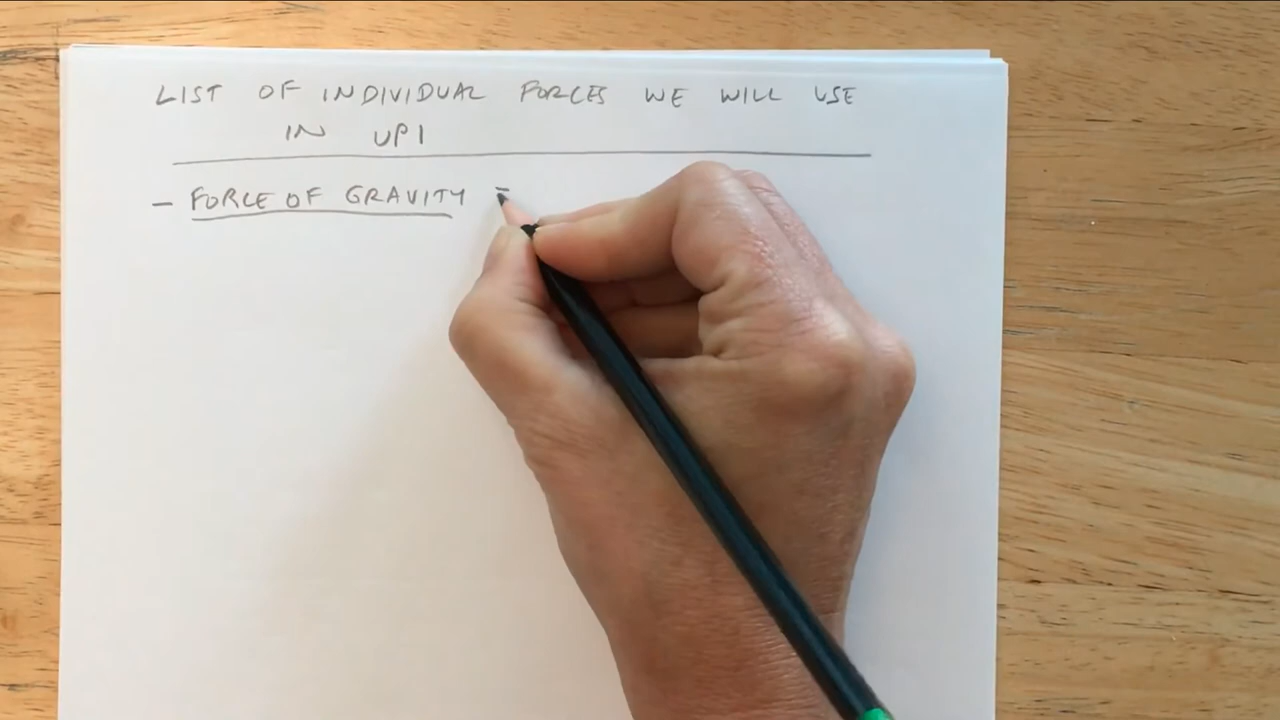 LIST OF INDIVIDUAL FORCES WE WILL USE
IN UP1
- FORCE OF GRAVITY =